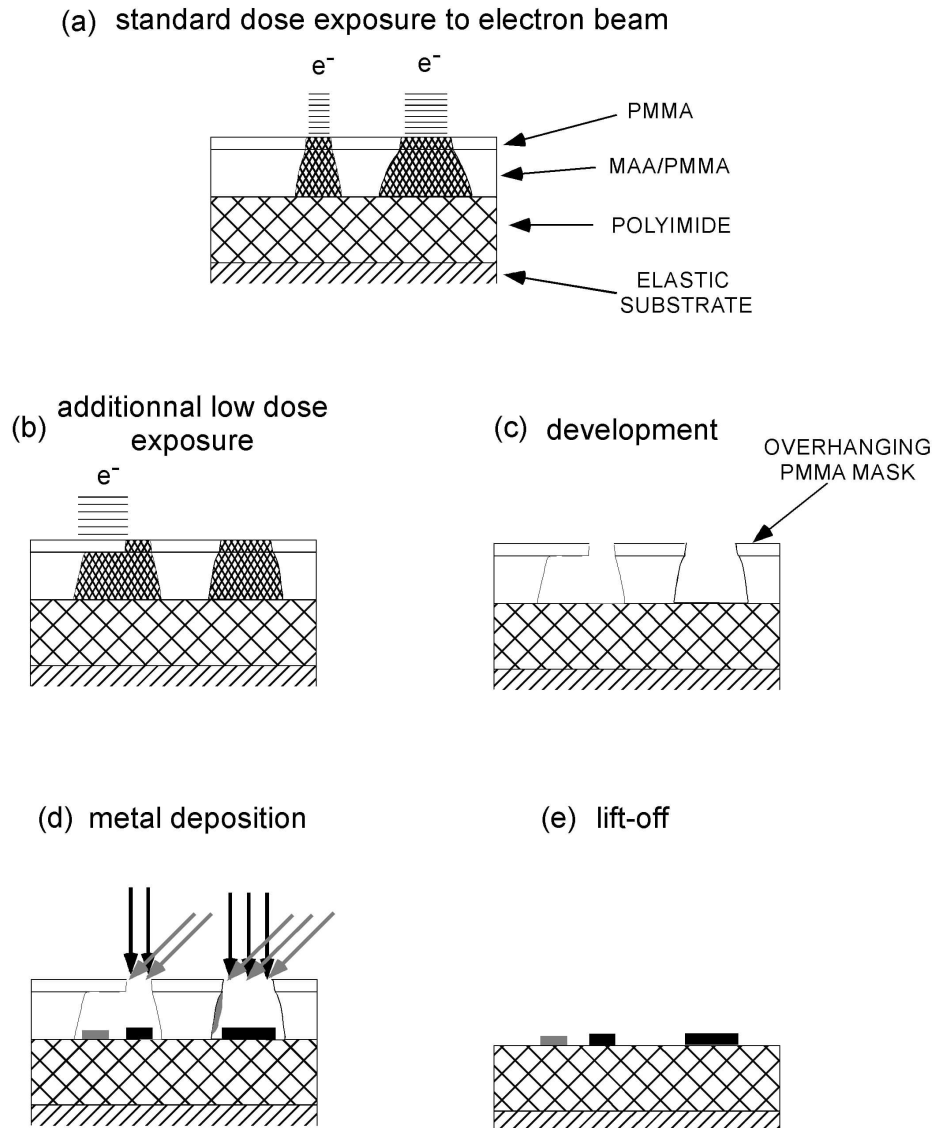 (a) standard dose exposure to electron beam
e⁻ e⁻
PMMA
MAA/PMMA
POLYIMIDE
ELASTIC
SUBSTRATE
(b) additionnal low dose
exposure
e⁻
(c) development
OVERHANGING
PMMA MASK
(d) metal deposition
(e) lift-off